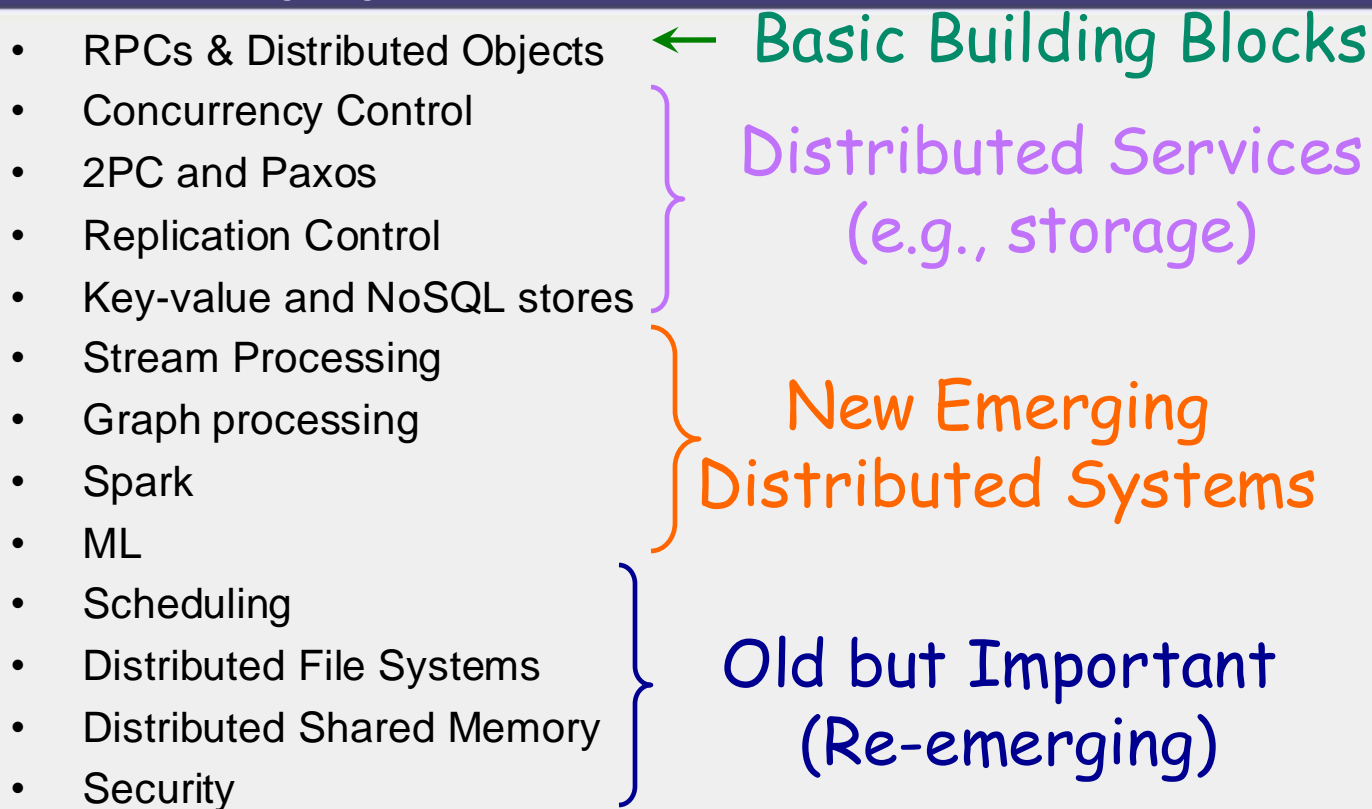 • RPCs & Distributed Objects ← Basic Building Blocks
• Concurrency Control
• 2PC and Paxos
• Replication Control
• Key-value and NoSQL stores
Distributed Services
(e.g., storage)
• Stream Processing
• Graph processing
• Spark
• ML
New Emerging
Distributed Systems
• Scheduling
• Distributed File Systems
• Distributed Shared Memory
• Security
Old but Important
(Re-emerging)